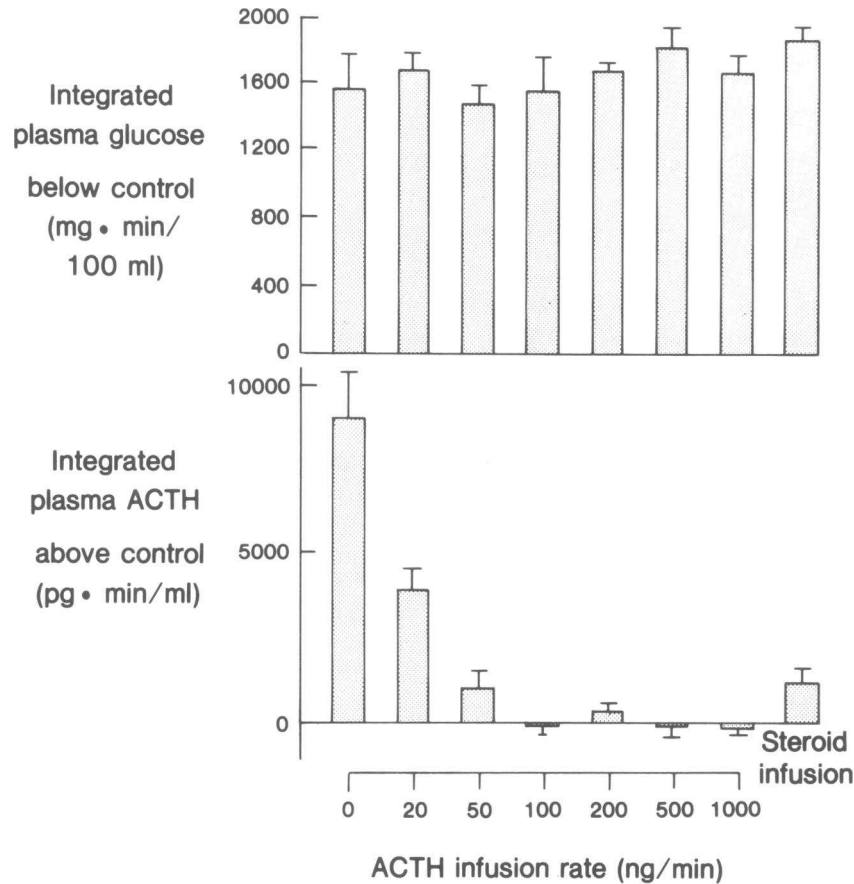 Integrated
plasma glucose
below control
(mg • min/
100 ml)
2000
1600
1200
800
400
0
Integrated
plasma ACTH
above control
(pg • min/ml)
10000
5000
0
Steroid
infusion
0 20 50 100 200 500 1000
ACTH infusion rate (ng/min)